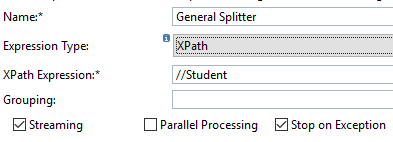 Name:* General Splitter
Expression Type: XPath
XPath Expression:* //Student
Grouping:
Streaming Parallel Processing Stop on Exception